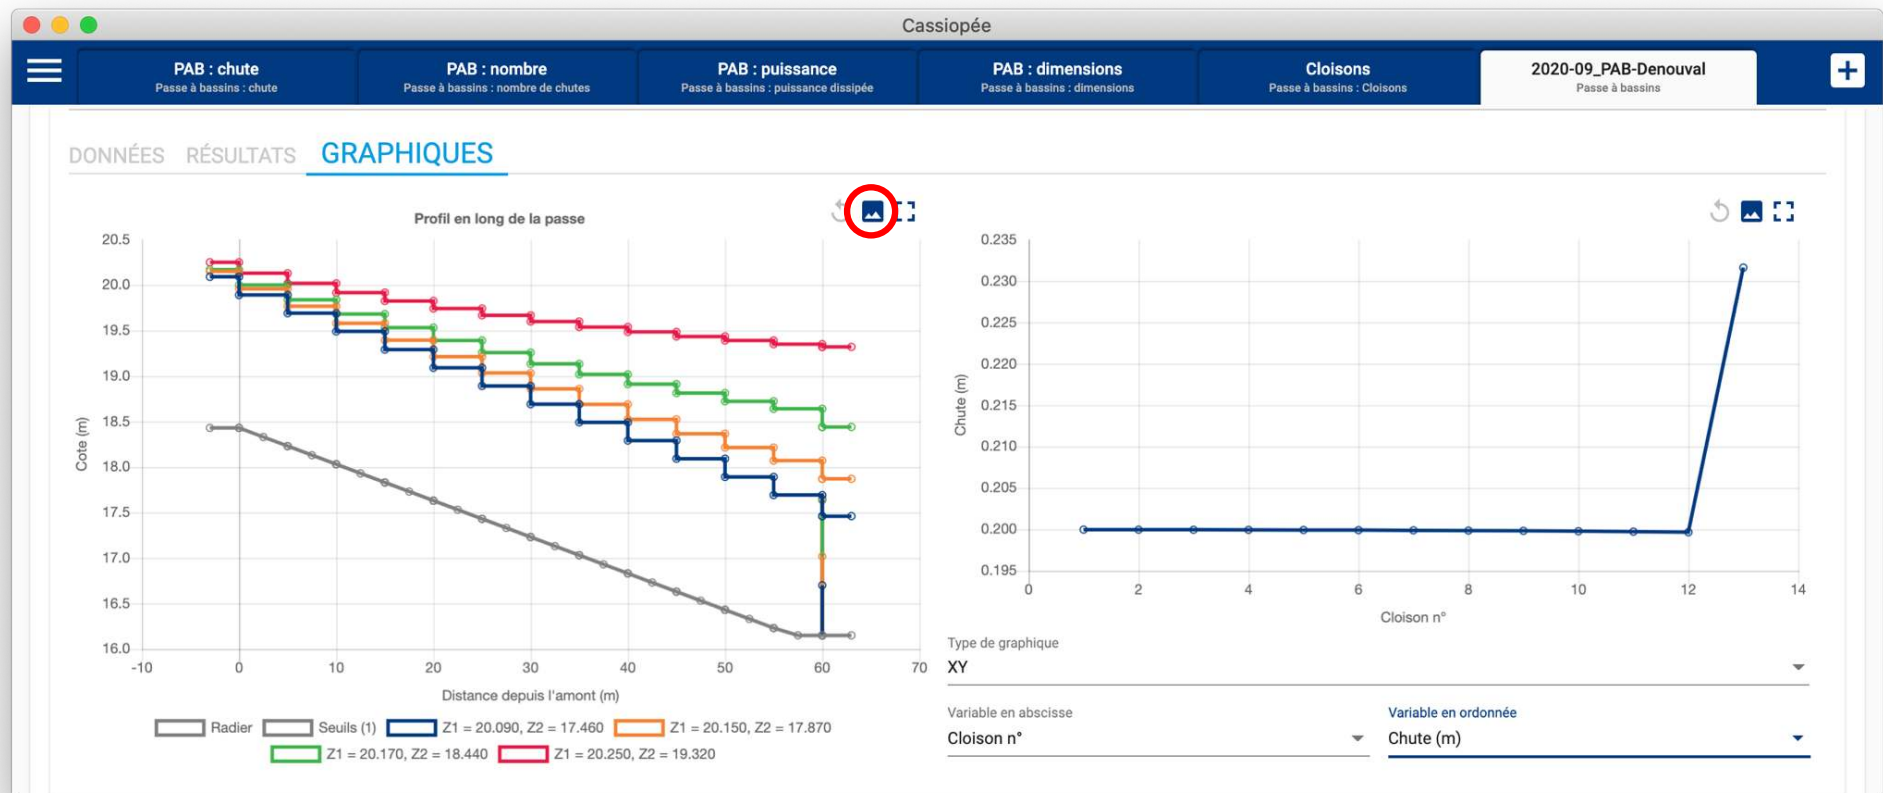 Cassiopée
PAB : chute
Passe à bassins : chute
PAB : nombre
Passe à bassins : nombre de chutes
PAB : puissance
Passe à bassins : puissance dissipée
PAB : dimensions
Passe à bassins : dimensions
Cloisons
Passe à bassins : Cloisons
2020-09_PAB-Denouval
Passe à bassins
DONNÉES RÉSULTATS GRAPHIQUES
Profil en long de la passe
20.5
20.0
19.5
19.0
18.5
18.0
17.5
17.0
16.5
16.0
Cote (m)
-10 0 10 20 30 40 50 60 70
Distance depuis l'amont (m)
Radier Seuils (1) Z1 = 20.090, Z2 = 17.460 Z1 = 20.150, Z2 = 17.870
Z1 = 20.170, Z2 = 18.440 Z1 = 20.250, Z2 = 19.320
0.235
0.230
0.225
0.220
0.215
0.210
0.205
0.200
0.195
Chute (m)
0 2 4 6 8 10 12 14
Cloison n°
Type de graphique
XY
Variable en abscisse
Cloison n°
Variable en ordonnée
Chute (m)